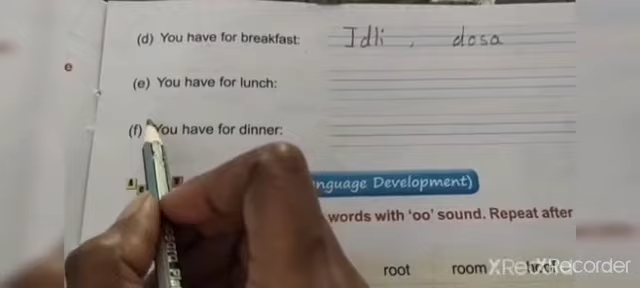 (d) You have for breakfast: Idli , dosa
(e) You have for lunch:
(f) You have for dinner:
nguage Development)
words with 'oo' sound. Repeat after
root room
XRecorder